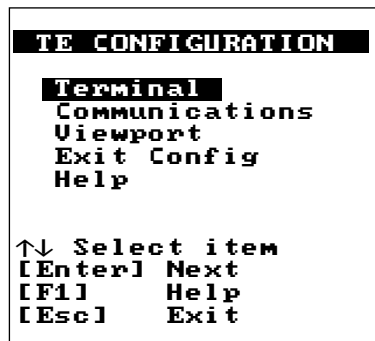 TE CONFIGURATION
Terminal
Communications
Viewport
Exit Config
Help
↑↓ Select item
[Enter] Next
[F1] Help
[Esc] Exit